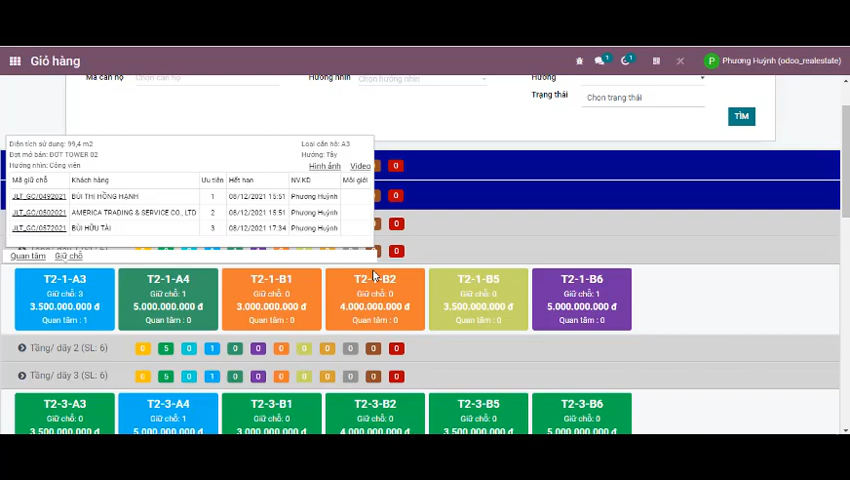 Giỏ hàng
1 1 P Phương Huỳnh (odoo_realestate)
Mã căn hộ Chọn căn hộ Hướng nhìn Chọn hướng nhìn Hướng
Trạng thái Chọn trạng thái
TÌM
Diện tích sử dụng: 99,4 m2 Loại căn hộ: A3
Đợt mở bán: ĐỢT TOWER 02 Hướng: Tây
Hướng nhìn: Công viên Hình ảnh Video
0
Mã giữ chỗ Khách hàng Ưu tiên Hết hạn NV.KD Môi giới
JLT_GC/0492021 BÙI THỊ HỒNG HẠNH 1 08/12/2021 15:51 Phương Huỳnh
0
JLT_GC/0502021 AMERICA TRADING & SERVICE CO., LTD 2 08/12/2021 15:51 Phương Huỳnh
JLT_GC/0572021 BÙI HỮU TÀI 3 08/12/2021 17:34 Phương Huỳnh
0
0
Quan tâm Giữ chỗ
T2-1-A3 T2-1-A4 T2-1-B1 T2-1-B2 T2-1-B5 T2-1-B6
Giữ chỗ: 3 Giữ chỗ: 1 Giữ chỗ: 0 Giữ chỗ: 0 Giữ chỗ: 0 Giữ chỗ: 1
3.500.000.000 đ 5.000.000.000 đ 3.000.000.000 đ 4.000.000.000 đ 3.500.000.000 đ 5.000.000.000 đ
Quan tâm : 1 Quan tâm : 0 Quan tâm : 0 Quan tâm : 0 Quan tâm : 0 Quan tâm : 0
Tầng/ dãy 2 (SL: 6) 0 5 0 1 0 0 0 0 0 0 0 0
Tầng/ dãy 3 (SL: 6) 0 5 0 1 0 0 0 0 0 0 0 0
T2-3-A3 T2-3-A4 T2-3-B1 T2-3-B2 T2-3-B5 T2-3-B6
Giữ chỗ: 0 Giữ chỗ: 1 Giữ chỗ: 0 Giữ chỗ: 0 Giữ chỗ: 0 Giữ chỗ: 0
3.500.000.000 đ 5.000.000.000 đ 3.000.000.000 đ 4.000.000.000 đ 3.500.000.000 đ 5.000.000.000 đ